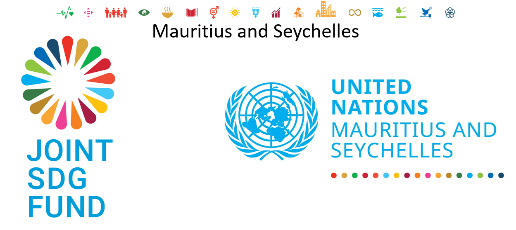 Mauritius and Seychelles
JOINT
SDG
FUND
UNITED
NATIONS
MAURITIUS AND
SEYCHELLES